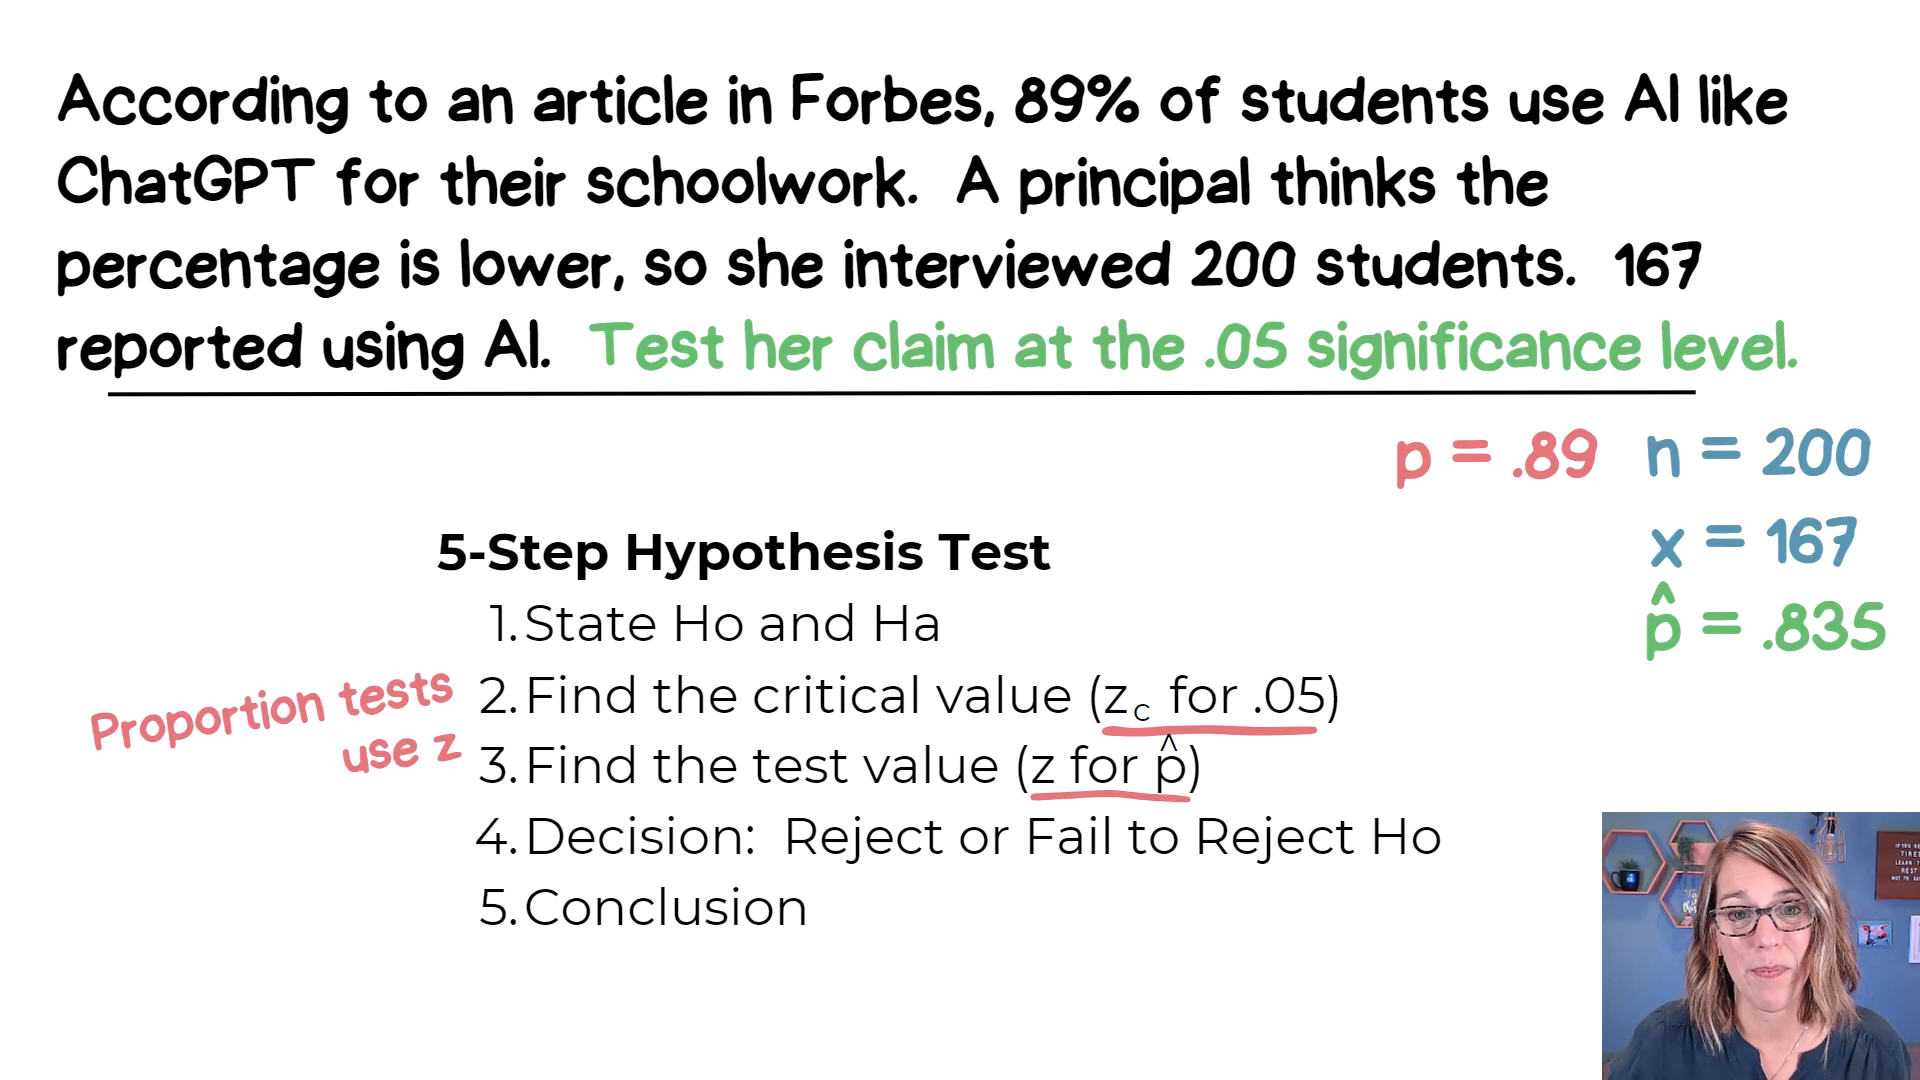 According to an article in Forbes, 89% of students use AI like
ChatGPT for their schoolwork. A principal thinks the
percentage is lower, so she interviewed 200 students. 167
reported using AI. Test her claim at the .05 significance level.
p = .89 n = 200
x = 167
p̂ = .835
5-Step Hypothesis Test
1. State Ho and Ha
2. Find the critical value (z꜀ for .05)
3. Find the test value (z for p̂)
4. Decision: Reject or Fail to Reject Ho
5. Conclusion
Proportion tests
use z